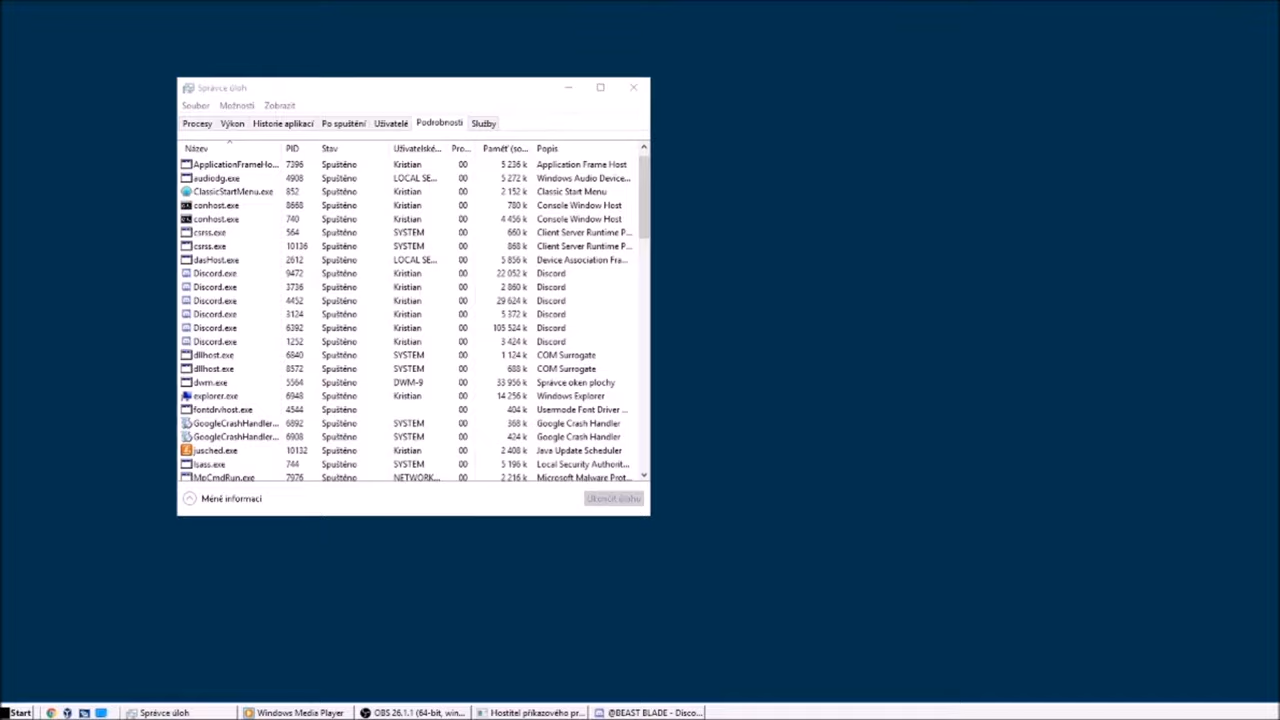 Správce úloh
Soubor Možnosti Zobrazit
Procesy Výkon Historie aplikací Po spuštění Uživatelé Podrobnosti Služby
Název PID Stav Uživatelské... Pro... Paměť (so... Popis
ApplicationFrameHo... 7396 Spuštěno Kristian 00 5 236 k Application Frame Host
audiodg.exe 4908 Spuštěno LOCAL SE... 00 5 272 k Windows Audio Device...
ClassicStartMenu.exe 852 Spuštěno Kristian 00 2 152 k Classic Start Menu
conhost.exe 8668 Spuštěno Kristian 00 780 k Console Window Host
conhost.exe 740 Spuštěno Kristian 00 4 456 k Console Window Host
csrss.exe 564 Spuštěno SYSTEM 00 660 k Client Server Runtime P...
csrss.exe 10136 Spuštěno SYSTEM 00 868 k Client Server Runtime P...
dasHost.exe 2612 Spuštěno LOCAL SE... 00 5 856 k Device Association Fra...
Discord.exe 9472 Spuštěno Kristian 00 22 052 k Discord
Discord.exe 3736 Spuštěno Kristian 00 2 860 k Discord
Discord.exe 4452 Spuštěno Kristian 00 29 624 k Discord
Discord.exe 3124 Spuštěno Kristian 00 5 372 k Discord
Discord.exe 6392 Spuštěno Kristian 00 105 524 k Discord
Discord.exe 1252 Spuštěno Kristian 00 3 424 k Discord
dllhost.exe 6840 Spuštěno SYSTEM 00 1 124 k COM Surrogate
dllhost.exe 8572 Spuštěno SYSTEM 00 688 k COM Surrogate
dwm.exe 5564 Spuštěno DWM-9 00 33 956 k Správce oken plochy
explorer.exe 6948 Spuštěno Kristian 00 14 256 k Windows Explorer
fontdrvhost.exe 4544 Spuštěno 00 404 k Usermode Font Driver ...
GoogleCrashHandler... 6892 Spuštěno SYSTEM 00 368 k Google Crash Handler
GoogleCrashHandler... 6908 Spuštěno SYSTEM 00 424 k Google Crash Handler
jusched.exe 10132 Spuštěno Kristian 00 2 408 k Java Update Scheduler
lsass.exe 744 Spuštěno SYSTEM 00 5 196 k Local Security Authorit...
MpCmdRun.exe 7976 Spuštěno NETWORK... 00 2 216 k Microsoft Malware Prot...
Méně informací Ukončit úlohu
Start Správce úloh Windows Media Player OBS 26.1.1 (64-bit, win... Hostitel příkazového pr... @BEAST BLADE - Disco...